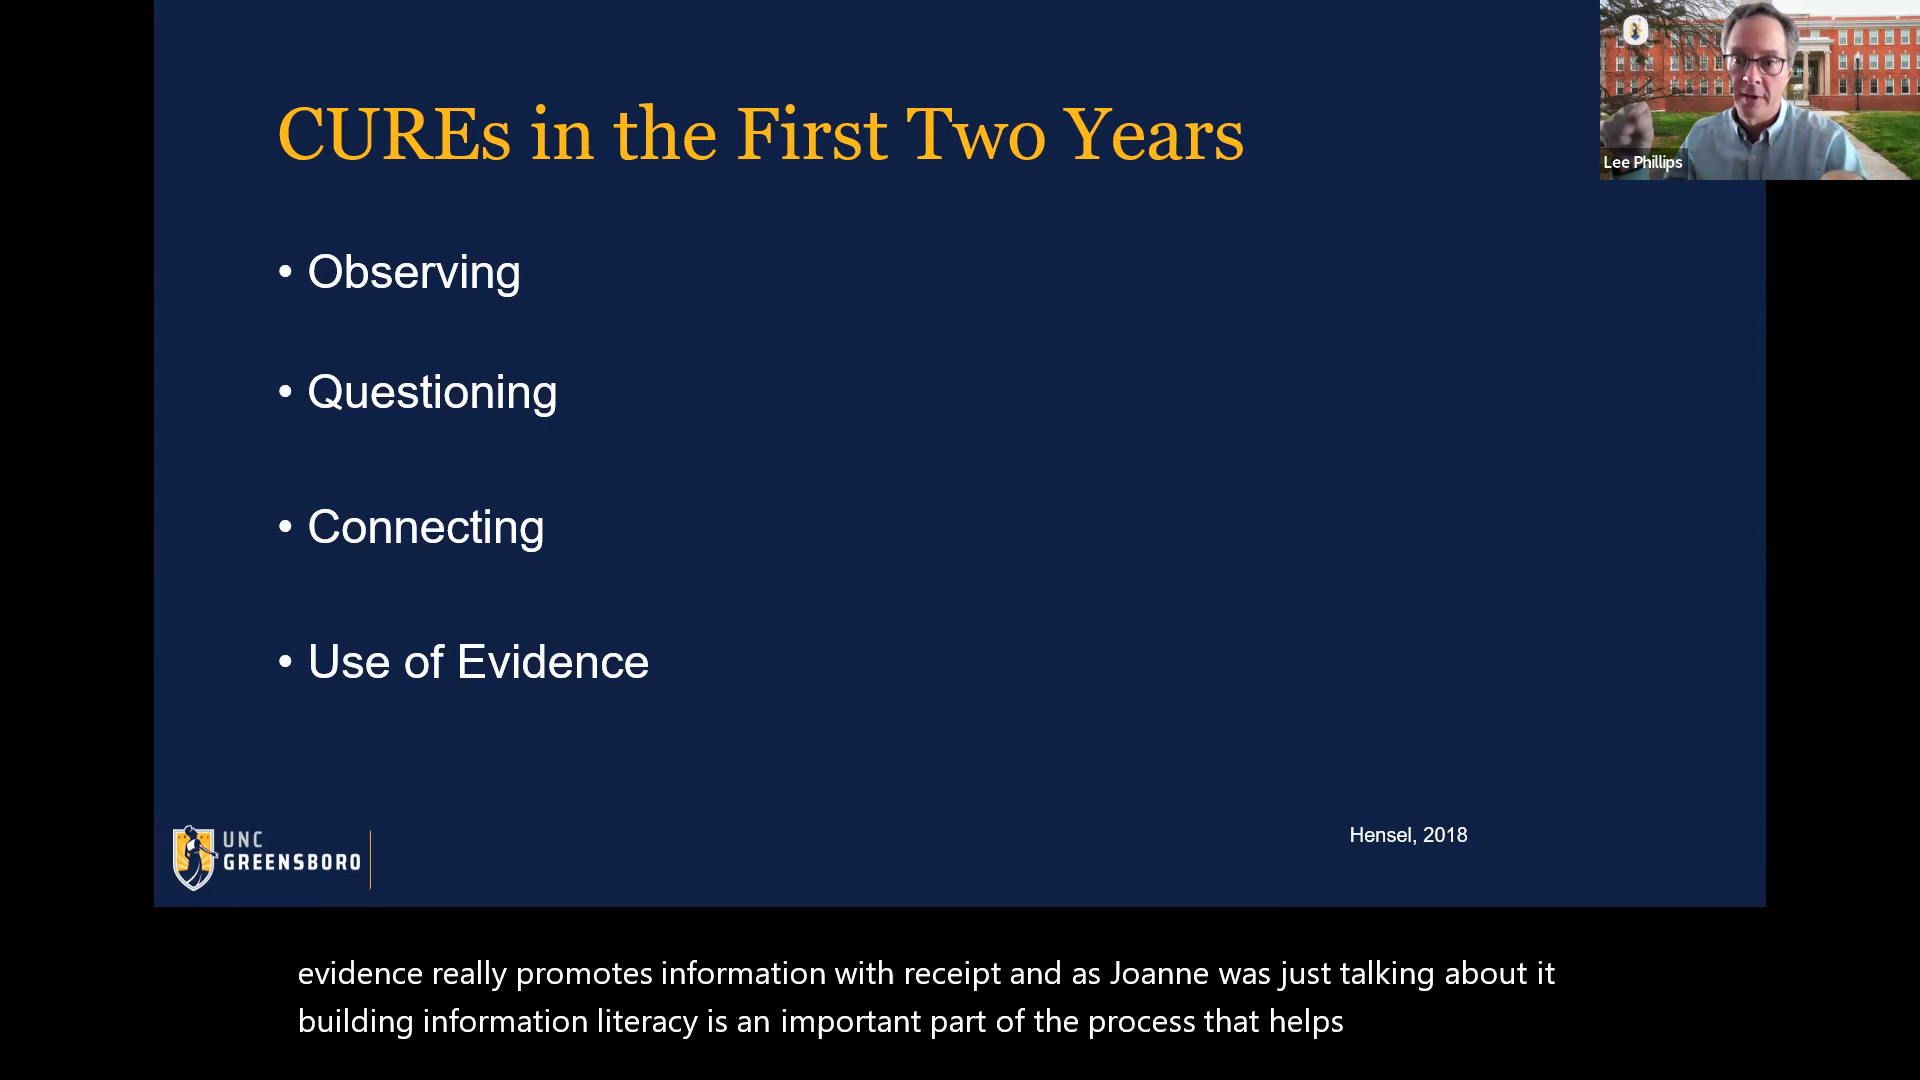 CUREs in the First Two Years
Lee Phillips
• Observing
• Questioning
• Connecting
• Use of Evidence
Hensel, 2018
UNC
GREENSBORO
evidence really promotes information with receipt and as Joanne was just talking about it
building information literacy is an important part of the process that helps